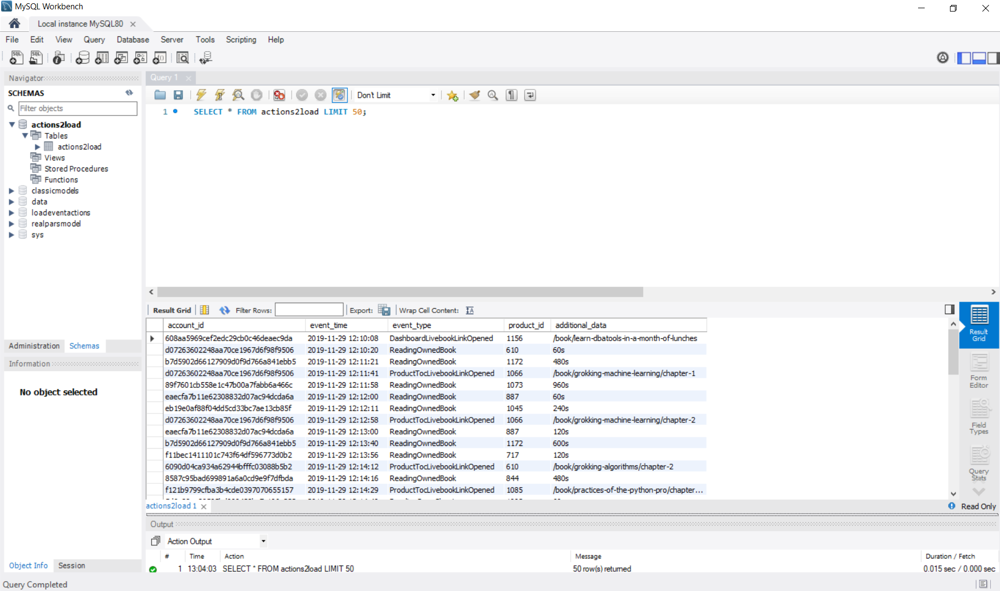 MySQL Workbench
Local instance MySQL80
File Edit View Query Database Server Tools Scripting Help
Navigator
SCHEMAS
Filter objects
actions2load
Tables
actions2load
Views
Stored Procedures
Functions
classicmodels
data
loadeventactions
realparsmodel
sys
Administration Schemas
Information
No object selected
Object Info Session
Query 1
Don't Limit
1 SELECT * FROM actions2load LIMIT 50;
Result Grid Filter Rows: Export: Wrap Cell Content:
account_id event_time event_type product_id additional_data
608aa5969cef2edc29cb0c46deaec9da 2019-11-29 12:10:08 DashboardLivebookLinkOpened 1156 /book/learn-dbatools-in-a-month-of-lunches
d07263602248aa70ce1967d6f98f9506 2019-11-29 12:10:20 ReadingOwnedBook 610 60s
b7d5902d66127909d0f9d766a841ebb5 2019-11-29 12:11:21 ReadingOwnedBook 1172 480s
d07263602248aa70ce1967d6f98f9506 2019-11-29 12:11:41 ProductTocLivebookLinkOpened 1066 /book/grokking-machine-learning/chapter-1
89f7601cb558e1c47b00a7fabb6a466c 2019-11-29 12:11:58 ReadingOwnedBook 1073 960s
eaecfa7b11e62308832d07ac94dcda6a 2019-11-29 12:12:00 ReadingOwnedBook 887 60s
eb19e0af88f04dd5cd33bc7ae13cb85f 2019-11-29 12:12:11 ReadingOwnedBook 1045 240s
d07263602248aa70ce1967d6f98f9506 2019-11-29 12:12:58 ProductTocLivebookLinkOpened 1066 /book/grokking-machine-learning/chapter-2
eaecfa7b11e62308832d07ac94dcda6a 2019-11-29 12:13:00 ReadingOwnedBook 887 120s
b7d5902d66127909d0f9d766a841ebb5 2019-11-29 12:13:40 ReadingOwnedBook 1172 600s
f11bec1411101c743f64df596773d0b2 2019-11-29 12:13:56 ReadingOwnedBook 717 120s
6090d04ca934a62944bfffc03088b5b2 2019-11-29 12:14:12 ProductTocLivebookLinkOpened 610 /book/grokking-algorithms/chapter-2
8587c95bad699891a6a0cd9e9f7dfbda 2019-11-29 12:14:16 ReadingOwnedBook 844 480s
f121b9799cfba3b4cde0397070655157 2019-11-29 12:14:29 ProductTocLivebookLinkOpened 1085 /book/practices-of-the-python-pro/chapter...
Result Grid
Form Editor
Field Types
Query Stats
actions2load 1
Read Only
Output
Action Output
# Time Action Message Duration / Fetch
1 13:04:03 SELECT * FROM actions2load LIMIT 50 50 row(s) returned 0.015 sec / 0.000 sec
Query Completed